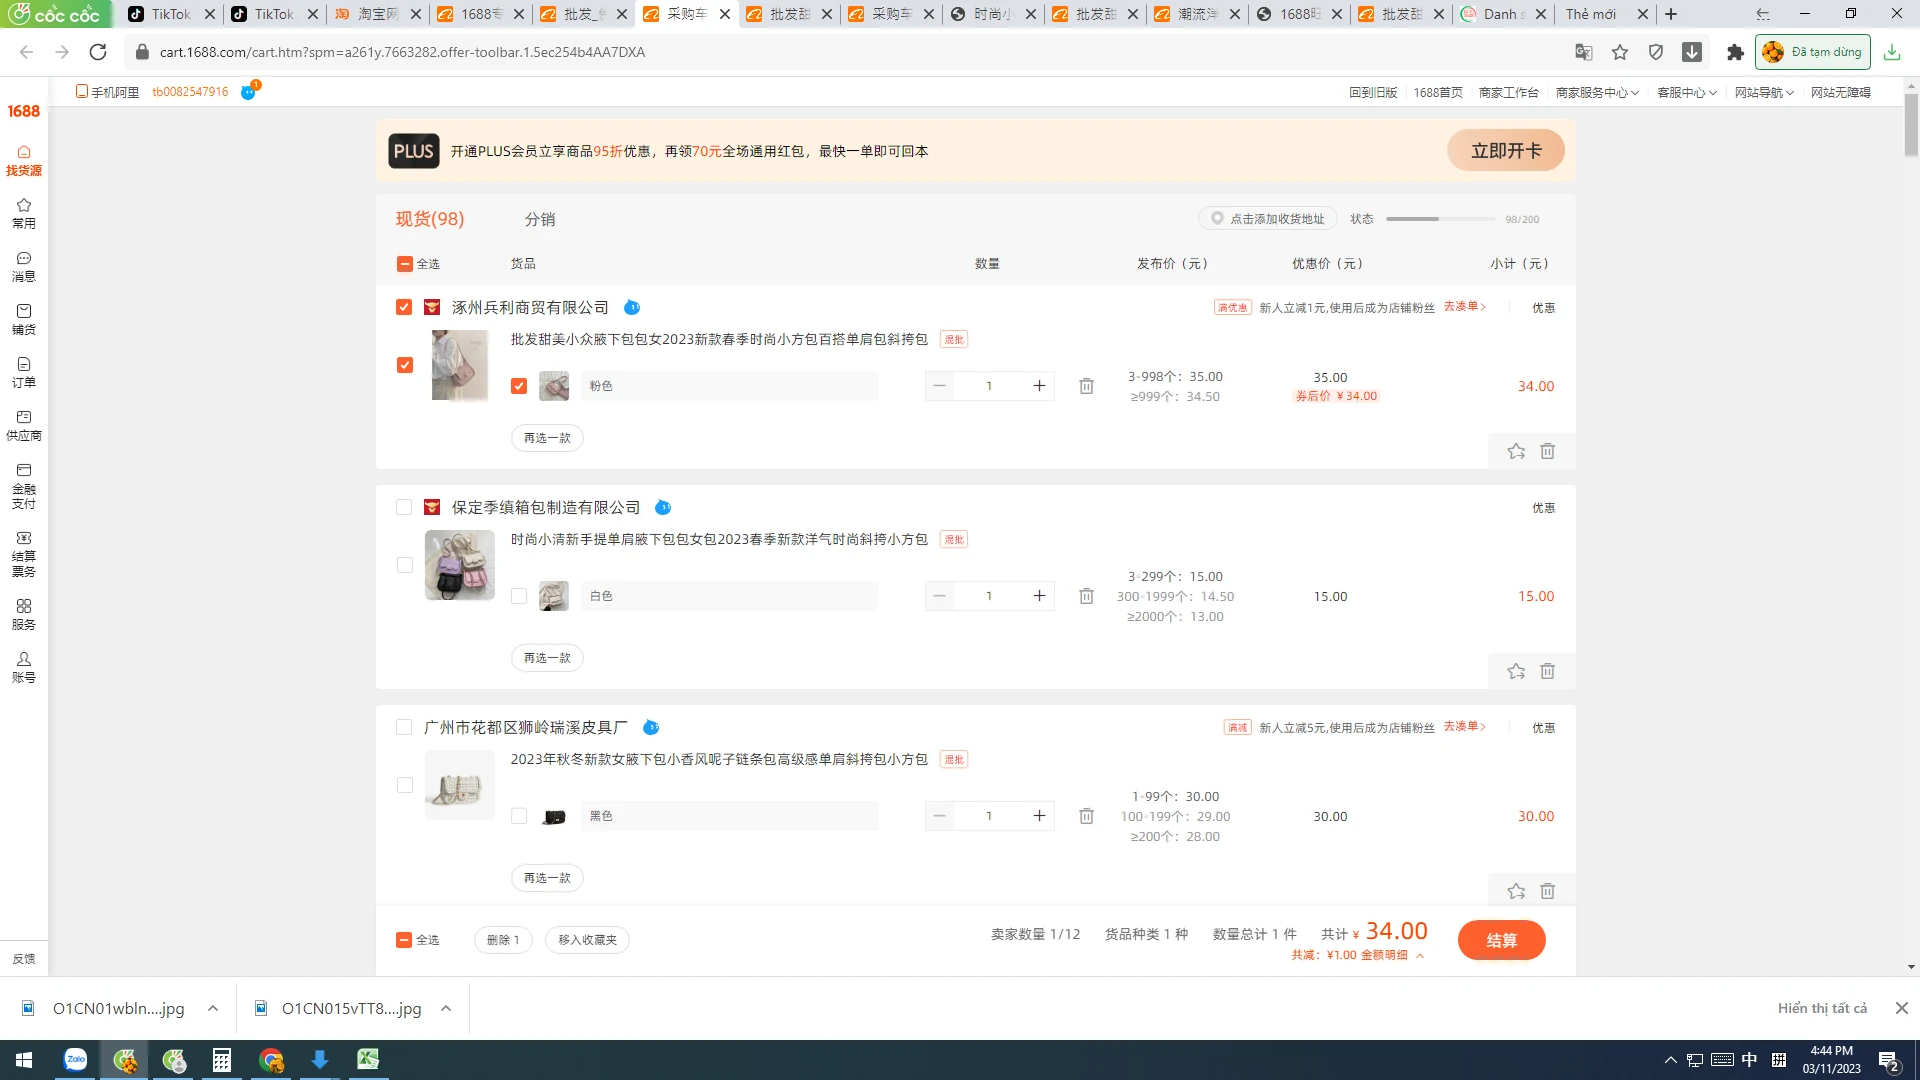 cốc cốc
TikTok
TikTok
淘宝网
1688专
批发_亻
采购车
批发甜
采购车
时尚小
批发甜
潮流洋
1688旺
批发甜
Danh s
Thẻ mới
cart.1688.com/cart.htm?spm=a261y.7663282.offer-toolbar.1.5ec254b4AA7DXA
Đã tạm dừng
手机阿里 tb0082547916 1
回到旧版 1688首页 商家工作台 商家服务中心 客服中心 网站导航 网站无障碍
1688
找货源
常用
消息
铺货
订单
供应商
金融
支付
结算
票务
服务
账号
反馈
PLUS 开通PLUS会员立享商品95折优惠，再领70元全场通用红包，最快一单即可回本 立即开卡
现货(98) 分销 点击添加收货地址 状态 98/200
全选 货品 数量 发布价（元） 优惠价（元） 小计（元）
涿州兵利商贸有限公司 满优惠 新人立减1元,使用后成为店铺粉丝 去凑单> 优惠
批发甜美小众腋下包包女2023新款春季时尚小方包百搭单肩包斜挎包 混批
粉色 1 3-998个：35.00 35.00 34.00
≥999个：34.50 券后价 ¥34.00
再选一款
保定季缜箱包制造有限公司 优惠
时尚小清新手提单肩腋下包包女包2023春季新款洋气时尚斜挎小方包 混批
3-299个：15.00
白色 1 300-1999个：14.50 15.00 15.00
≥2000个：13.00
再选一款
广州市花都区狮岭瑞溪皮具厂 满减 新人立减5元,使用后成为店铺粉丝 去凑单> 优惠
2023年秋冬新款女腋下包小香风呢子链条包高级感单肩斜挎包小方包 混批
1-99个：30.00
黑色 1 100-199个：29.00 30.00 30.00
≥200个：28.00
再选一款
全选 删除 1 移入收藏夹 卖家数量 1/12 货品种类 1 种 数量总计 1 件 共计 ¥ 34.00 结算
共减：¥1.00 金额明细
O1CN01wbln....jpg O1CN015vTT8....jpg Hiển thị tất cả
Zalo
中 拼 4:44 PM
03/11/2023 2